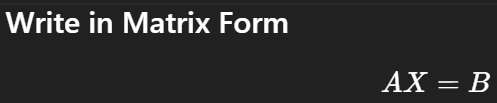 Write in Matrix Form
AX = B